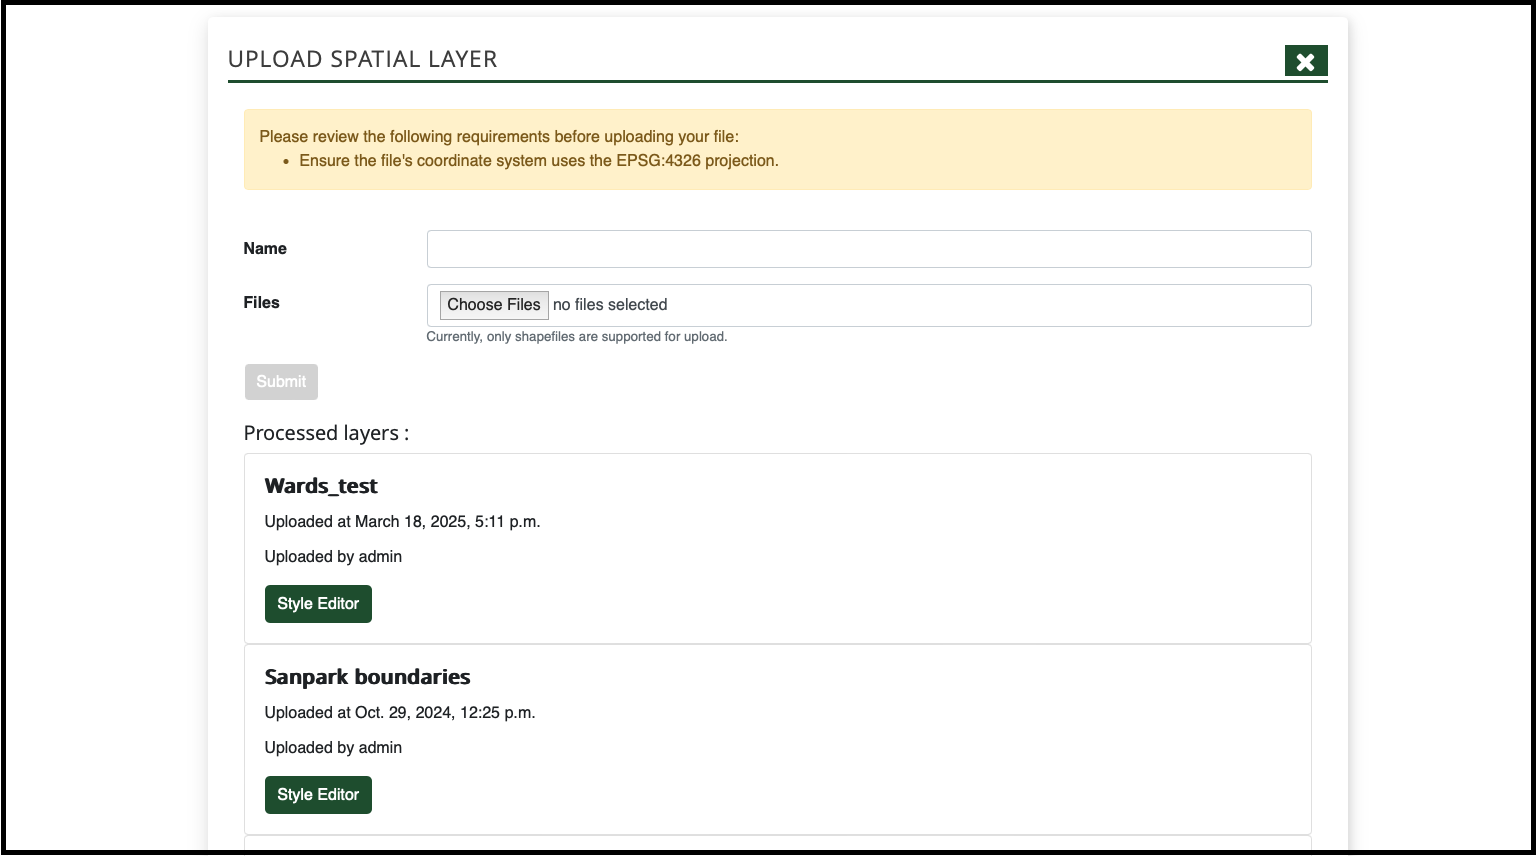 UPLOAD SPATIAL LAYER
Please review the following requirements before uploading your file:
• Ensure the file's coordinate system uses the EPSG:4326 projection.
Name
Files
Choose Files no files selected
Currently, only shapefiles are supported for upload.
Submit
Processed layers :
Wards_test
Uploaded at March 18, 2025, 5:11 p.m.
Uploaded by admin
Style Editor
Sanpark boundaries
Uploaded at Oct. 29, 2024, 12:25 p.m.
Uploaded by admin
Style Editor